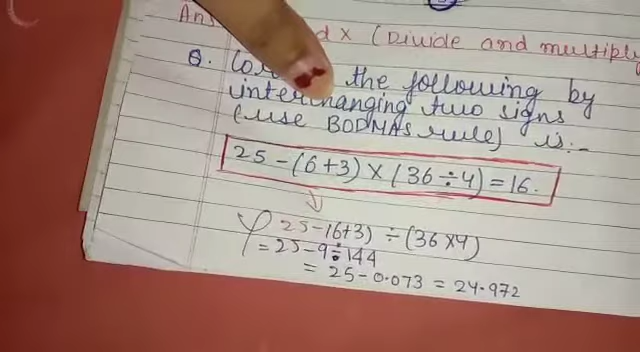 Ans d × (Divide and multiply
Q. the following by
interchanging two signs
(use BODMAS rule) is:-
25-(6+3) × (36÷4) = 16.
25-(6+3) ÷ (36×4)
= 25-9÷144
= 25-0.073 = 24.972